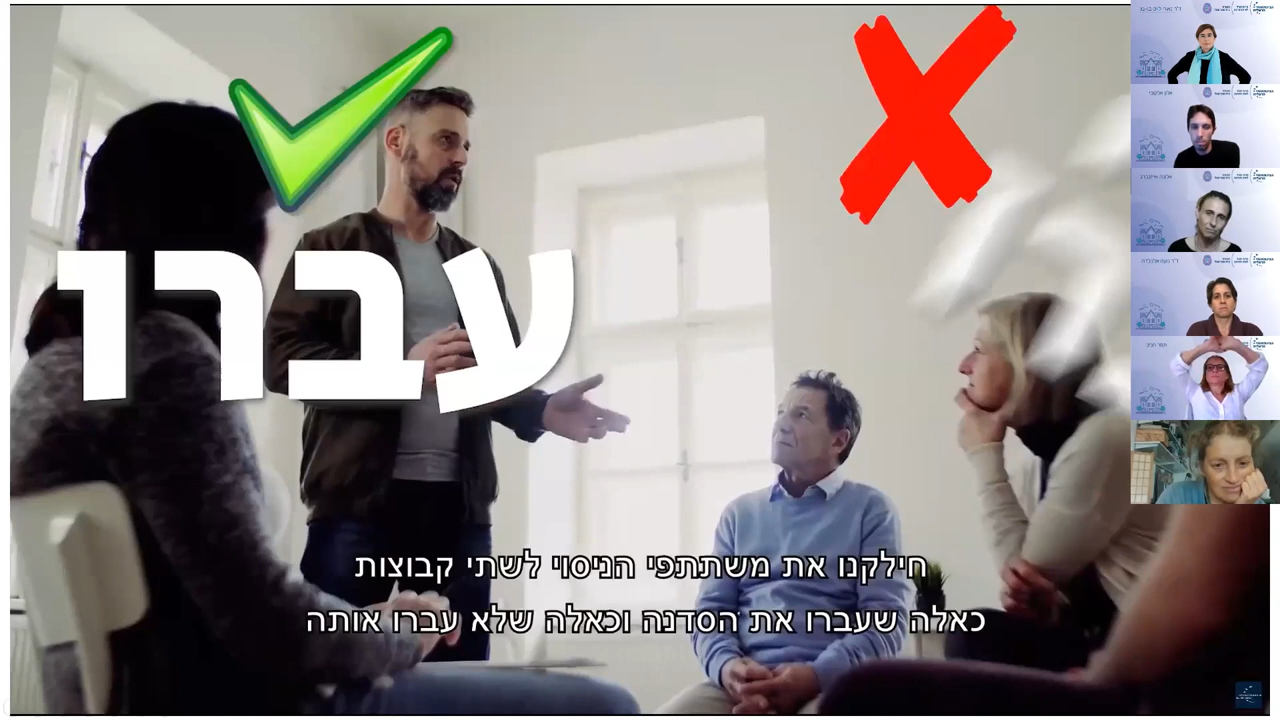 עברו
חילקנו את משתתפי הניסוי לשתי קבוצות
כאלה שעברו את הסדנה וכאלה שלא עברו אותה